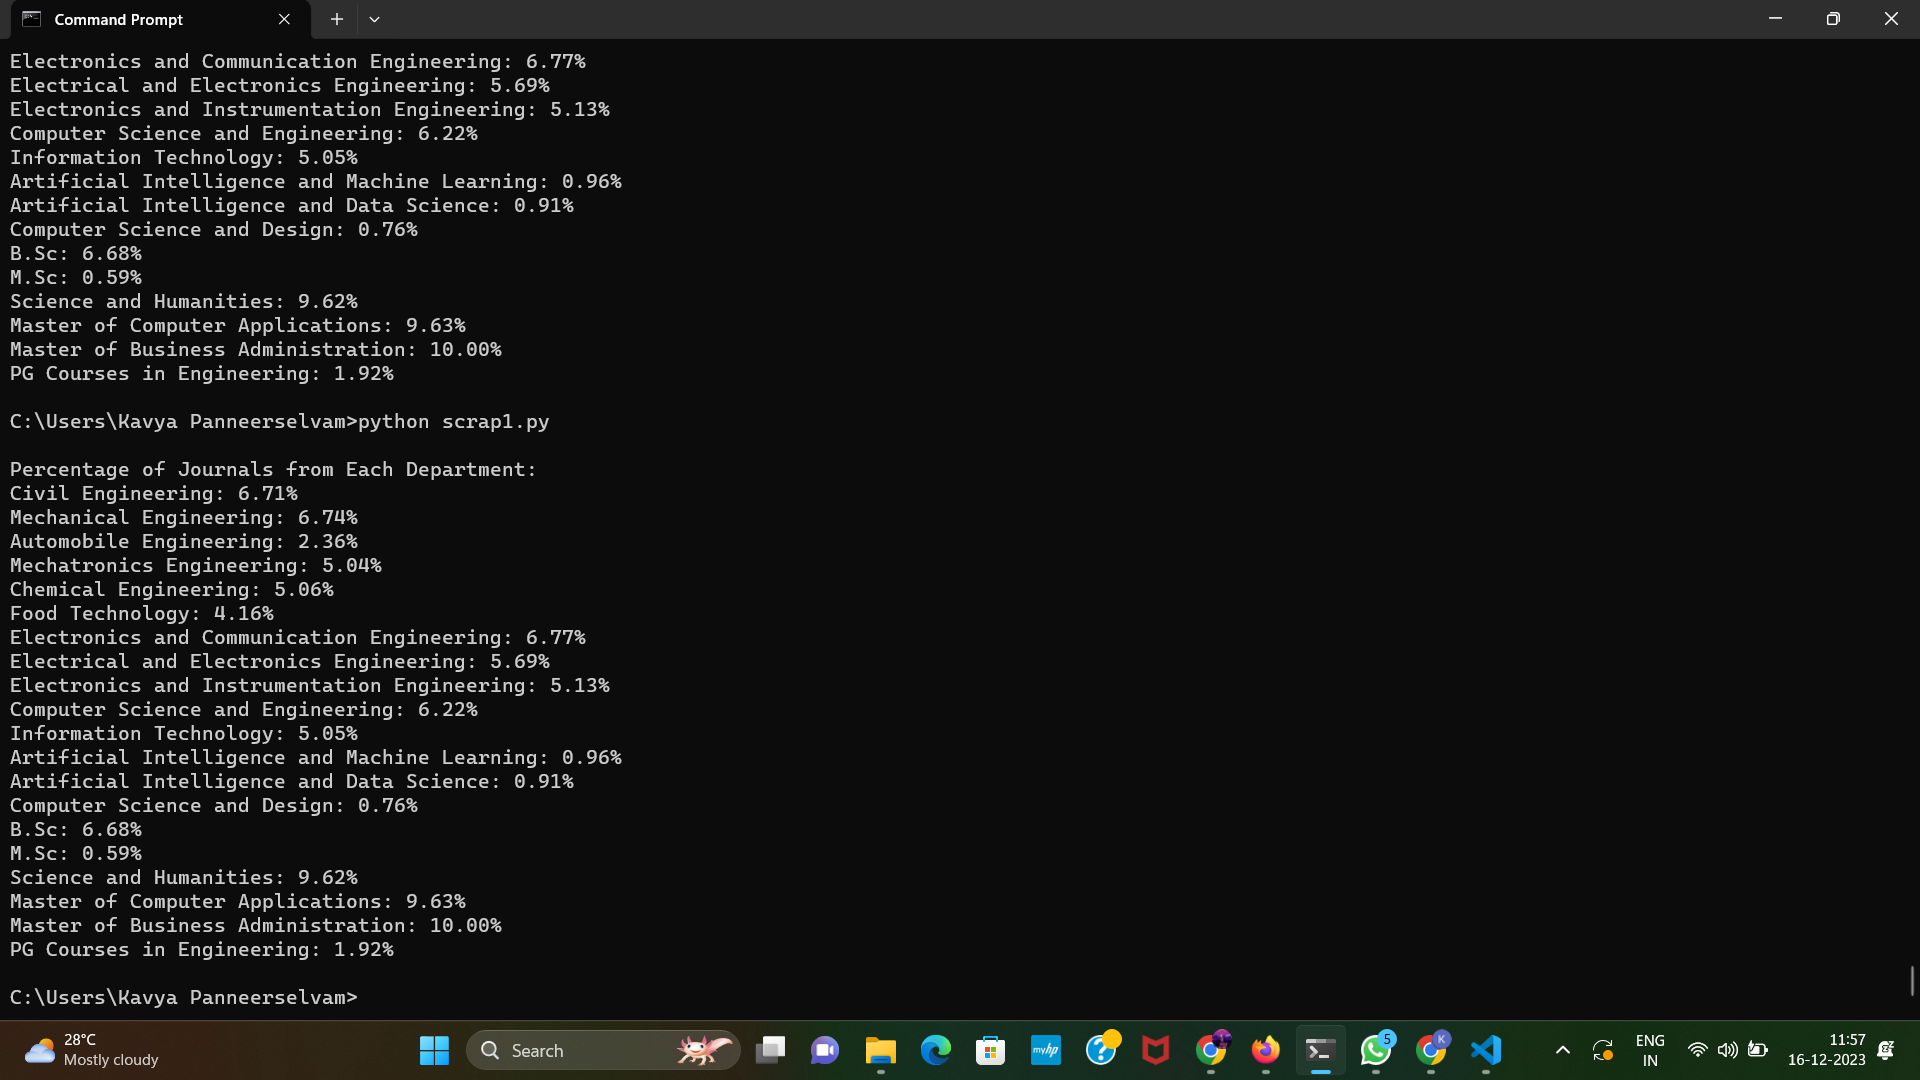 Command Prompt
Electronics and Communication Engineering: 6.77%
Electrical and Electronics Engineering: 5.69%
Electronics and Instrumentation Engineering: 5.13%
Computer Science and Engineering: 6.22%
Information Technology: 5.05%
Artificial Intelligence and Machine Learning: 0.96%
Artificial Intelligence and Data Science: 0.91%
Computer Science and Design: 0.76%
B.Sc: 6.68%
M.Sc: 0.59%
Science and Humanities: 9.62%
Master of Computer Applications: 9.63%
Master of Business Administration: 10.00%
PG Courses in Engineering: 1.92%
C:\Users\Kavya Panneerselvam>python scrap1.py
Percentage of Journals from Each Department:
Civil Engineering: 6.71%
Mechanical Engineering: 6.74%
Automobile Engineering: 2.36%
Mechatronics Engineering: 5.04%
Chemical Engineering: 5.06%
Food Technology: 4.16%
Electronics and Communication Engineering: 6.77%
Electrical and Electronics Engineering: 5.69%
Electronics and Instrumentation Engineering: 5.13%
Computer Science and Engineering: 6.22%
Information Technology: 5.05%
Artificial Intelligence and Machine Learning: 0.96%
Artificial Intelligence and Data Science: 0.91%
Computer Science and Design: 0.76%
B.Sc: 6.68%
M.Sc: 0.59%
Science and Humanities: 9.62%
Master of Computer Applications: 9.63%
Master of Business Administration: 10.00%
PG Courses in Engineering: 1.92%
C:\Users\Kavya Panneerselvam>
28°C
Mostly cloudy
Search
myhp
5
K
ENG
IN
11:57
16-12-2023